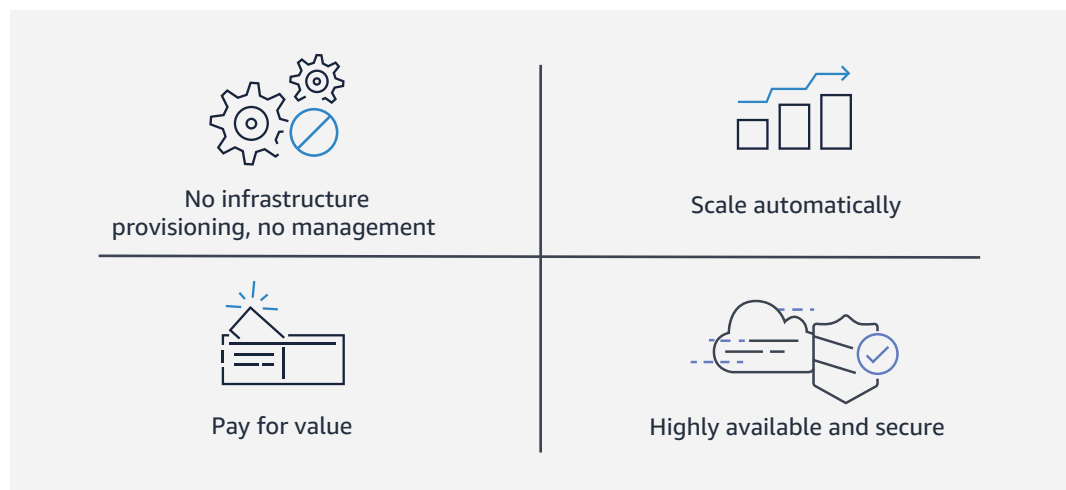 No infrastructure
provisioning, no management
Scale automatically
Pay for value
Highly available and secure